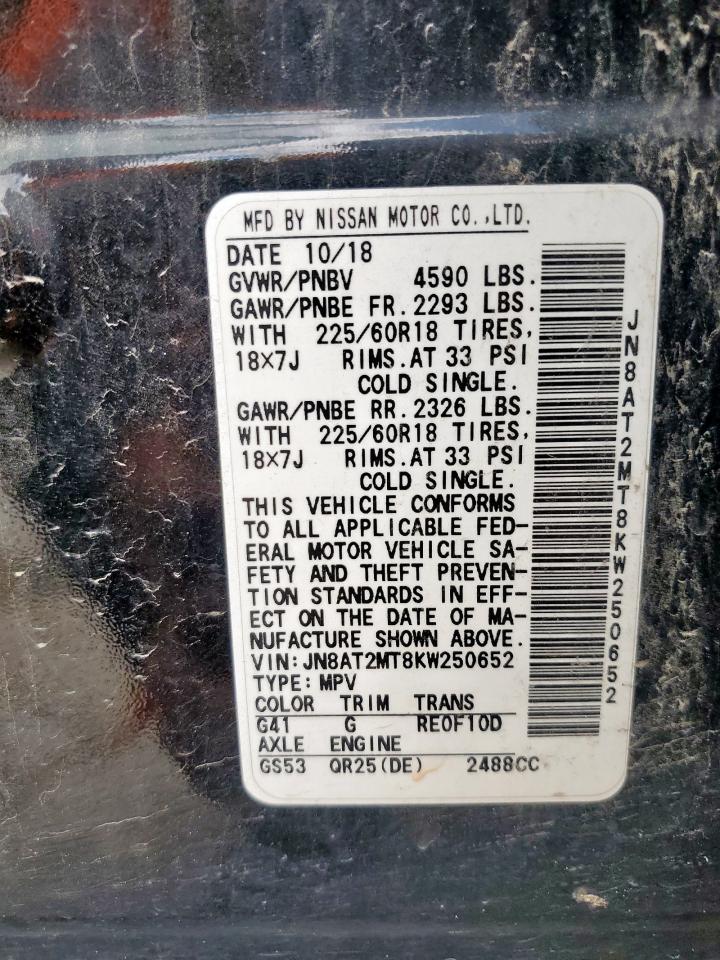 MFD BY NISSAN MOTOR CO.,LTD.
DATE 10/18
GVWR/PNBV 4590 LBS.
GAWR/PNBE FR.2293 LBS.
WITH 225/60R18 TIRES,
18×7J RIMS.AT 33 PSI
COLD SINGLE.
GAWR/PNBE RR.2326 LBS.
WITH 225/60R18 TIRES,
18×7J RIMS.AT 33 PSI
COLD SINGLE.
THIS VEHICLE CONFORMS
TO ALL APPLICABLE FED-
ERAL MOTOR VEHICLE SA-
FETY AND THEFT PREVEN-
TION STANDARDS IN EFF-
ECT ON THE DATE OF MA-
NUFACTURE SHOWN ABOVE.
VIN:JN8AT2MT8KW250652
TYPE:MPV
COLOR TRIM TRANS
G41 G RE0F10D
AXLE ENGINE
GS53 QR25(DE) 2488CC
JN8AT2MT8KW250652